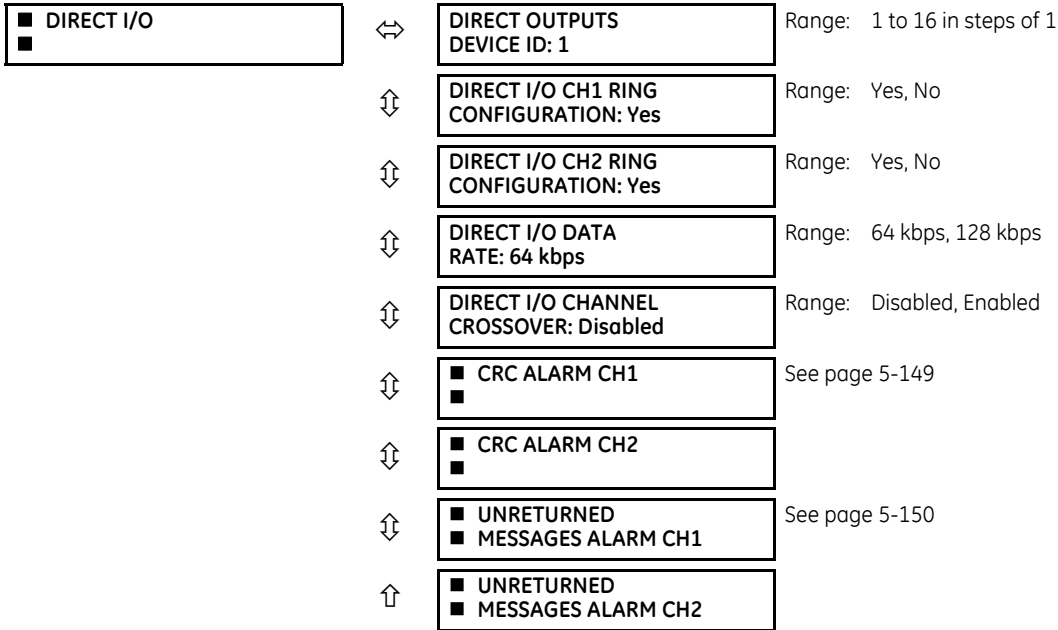 ■ DIRECT I/O
■
DIRECT OUTPUTS
DEVICE ID: 1
Range: 1 to 16 in steps of 1
DIRECT I/O CH1 RING
CONFIGURATION: Yes
Range: Yes, No
DIRECT I/O CH2 RING
CONFIGURATION: Yes
Range: Yes, No
DIRECT I/O DATA
RATE: 64 kbps
Range: 64 kbps, 128 kbps
DIRECT I/O CHANNEL
CROSSOVER: Disabled
Range: Disabled, Enabled
■ CRC ALARM CH1
■
See page 5-149
■ CRC ALARM CH2
■
■ UNRETURNED
■ MESSAGES ALARM CH1
See page 5-150
■ UNRETURNED
■ MESSAGES ALARM CH2